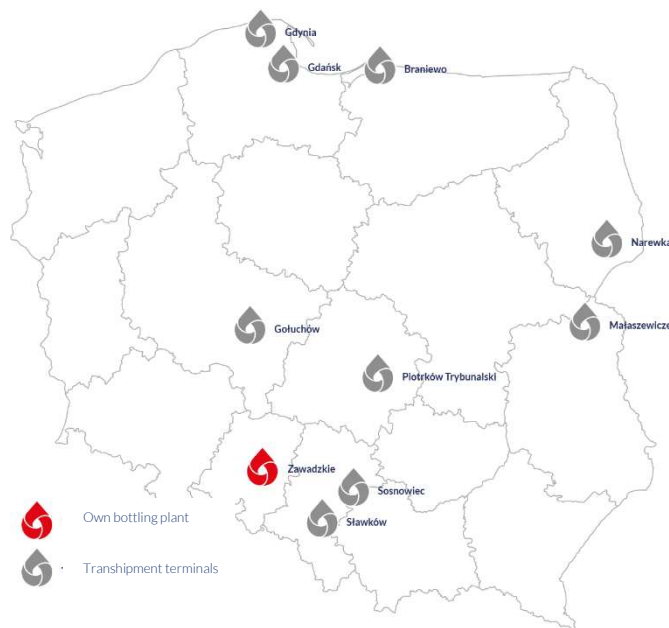 Gdynia
Gdańsk
Braniewo
Narewka
Małaszewicze
Gołuchów
Piotrków Trybunalski
Zawadzkie
Sosnowiec
Sławków
Own bottling plant
Transhipment terminals